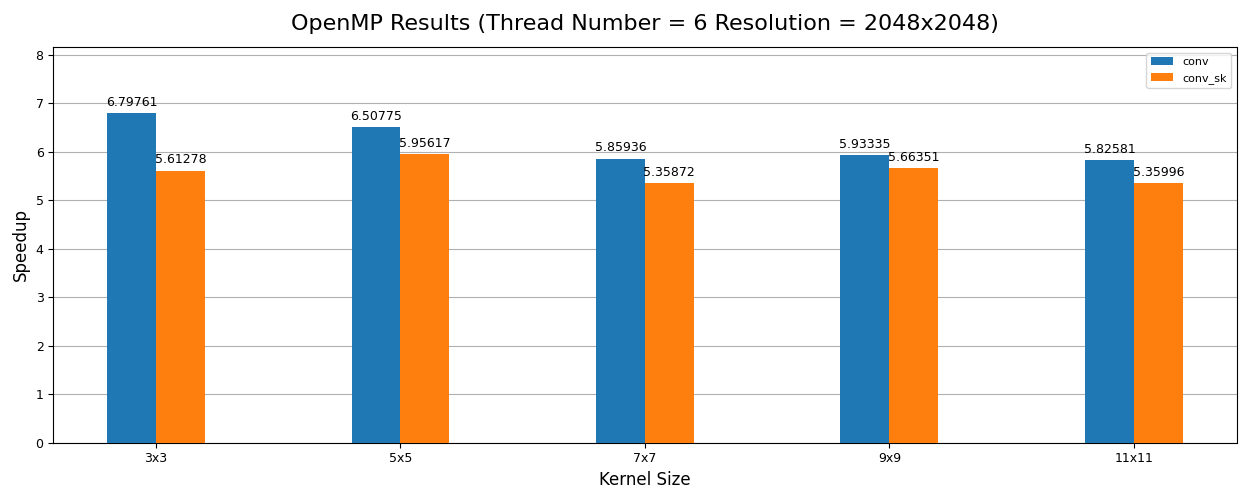 OpenMP Results (Thread Number = 6 Resolution = 2048x2048)
8
7
6
5
4
3
2
1
0
Speedup
conv
conv_sk
6.79761
5.61278
6.50775
5.95617
5.85936
5.35872
5.93335
5.66351
5.82581
5.35996
3x3
5x5
7x7
9x9
11x11
Kernel Size